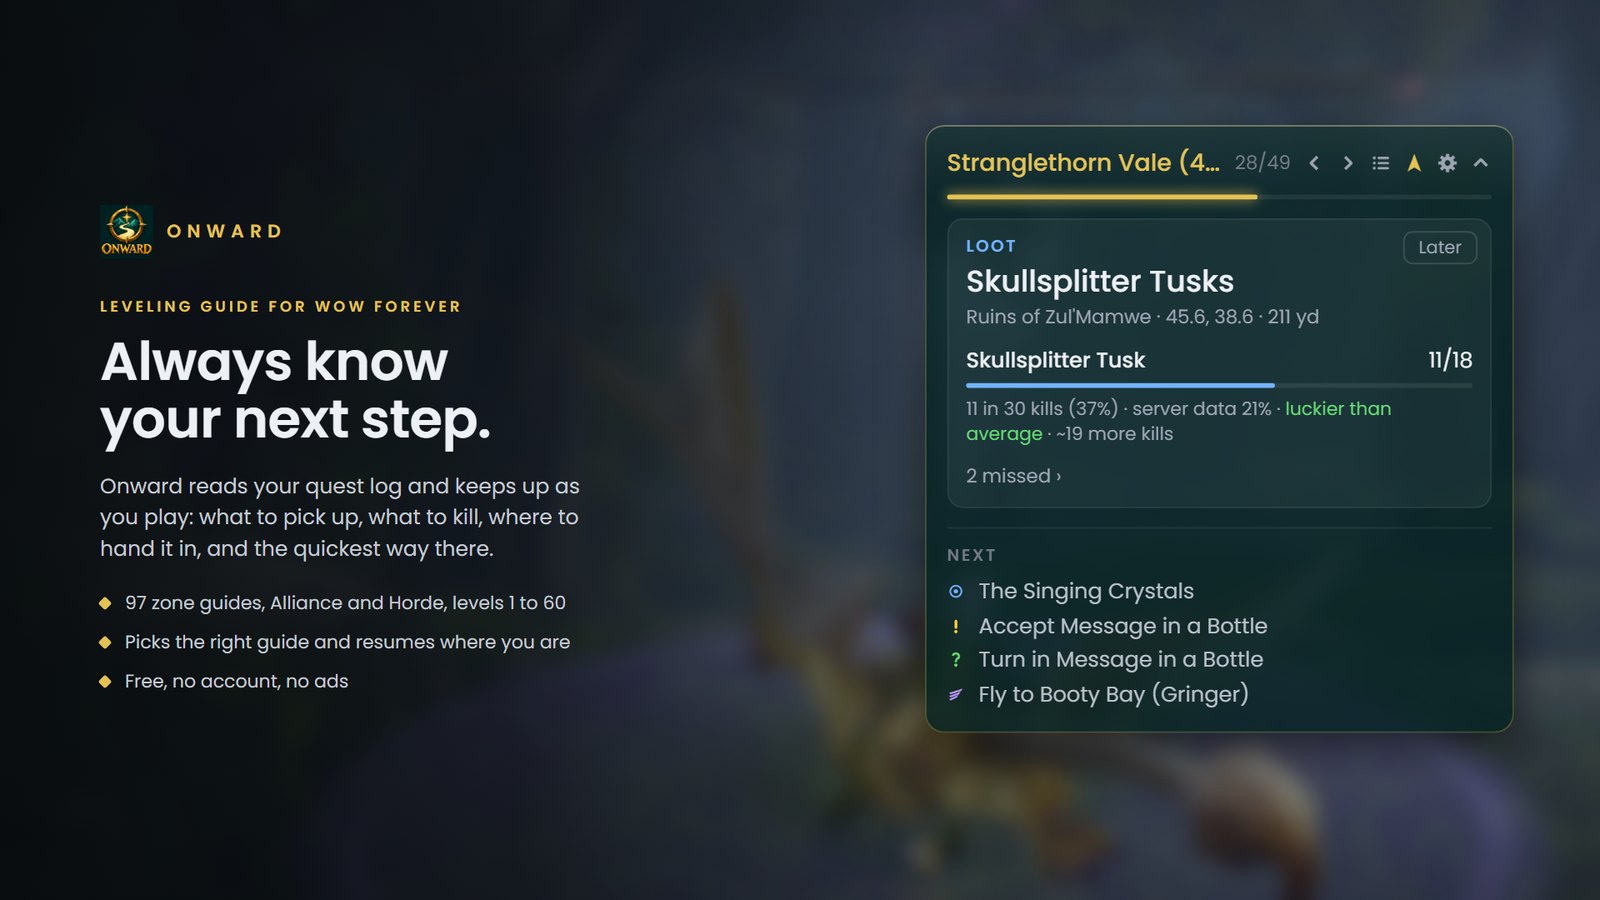 ONWARD
ONWARD
LEVELING GUIDE FOR WOW FOREVER
Always know
your next step.
Onward reads your quest log and keeps up as
you play: what to pick up, what to kill, where to
hand it in, and the quickest way there.
97 zone guides, Alliance and Horde, levels 1 to 60
Picks the right guide and resumes where you are
Free, no account, no ads
Stranglethorn Vale (4... 28/49
LOOT
Later
Skullsplitter Tusks
Ruins of Zul'Mamwe · 45.6, 38.6 · 211 yd
Skullsplitter Tusk 11/18
11 in 30 kills (37%) · server data 21% · luckier than
average · ~19 more kills
2 missed ›
NEXT
The Singing Crystals
! Accept Message in a Bottle
? Turn in Message in a Bottle
Fly to Booty Bay (Gringer)